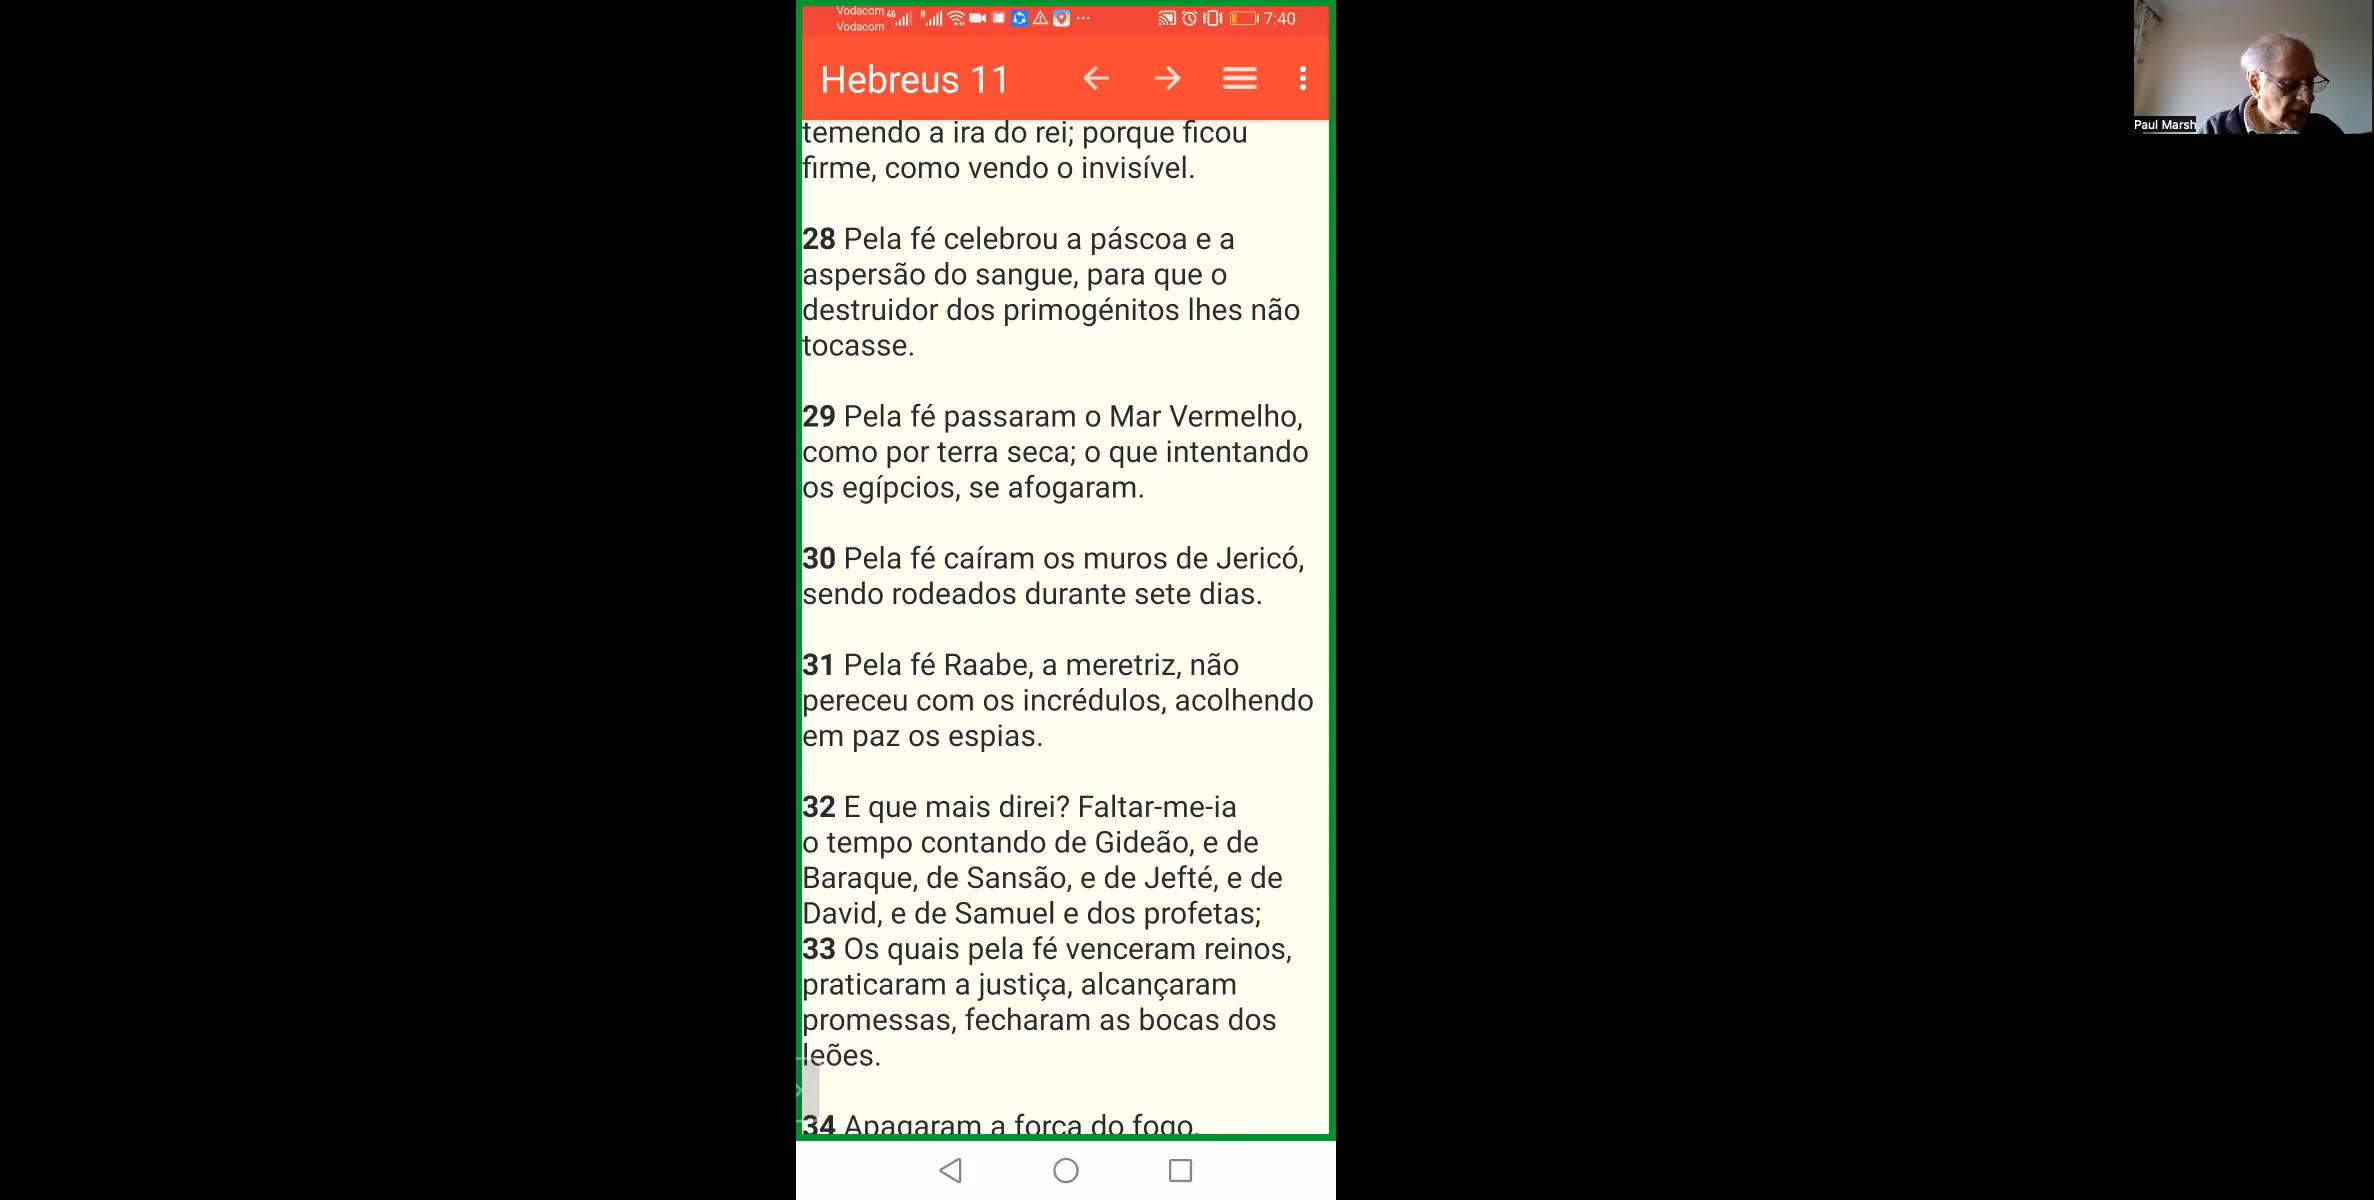 Vodacom 4G H 7:40
Vodacom
Hebreus 11
temendo a ira do rei; porque ficou
firme, como vendo o invisível.
28 Pela fé celebrou a páscoa e a
aspersão do sangue, para que o
destruidor dos primogénitos lhes não
tocasse.
29 Pela fé passaram o Mar Vermelho,
como por terra seca; o que intentando
os egípcios, se afogaram.
30 Pela fé caíram os muros de Jericó,
sendo rodeados durante sete dias.
31 Pela fé Raabe, a meretriz, não
pereceu com os incrédulos, acolhendo
em paz os espias.
32 E que mais direi? Faltar-me-ia
o tempo contando de Gideão, e de
Baraque, de Sansão, e de Jefté, e de
David, e de Samuel e dos profetas;
33 Os quais pela fé venceram reinos,
praticaram a justiça, alcançaram
promessas, fecharam as bocas dos
leões.
34 Apagaram a força do fogo,
Paul Marsh